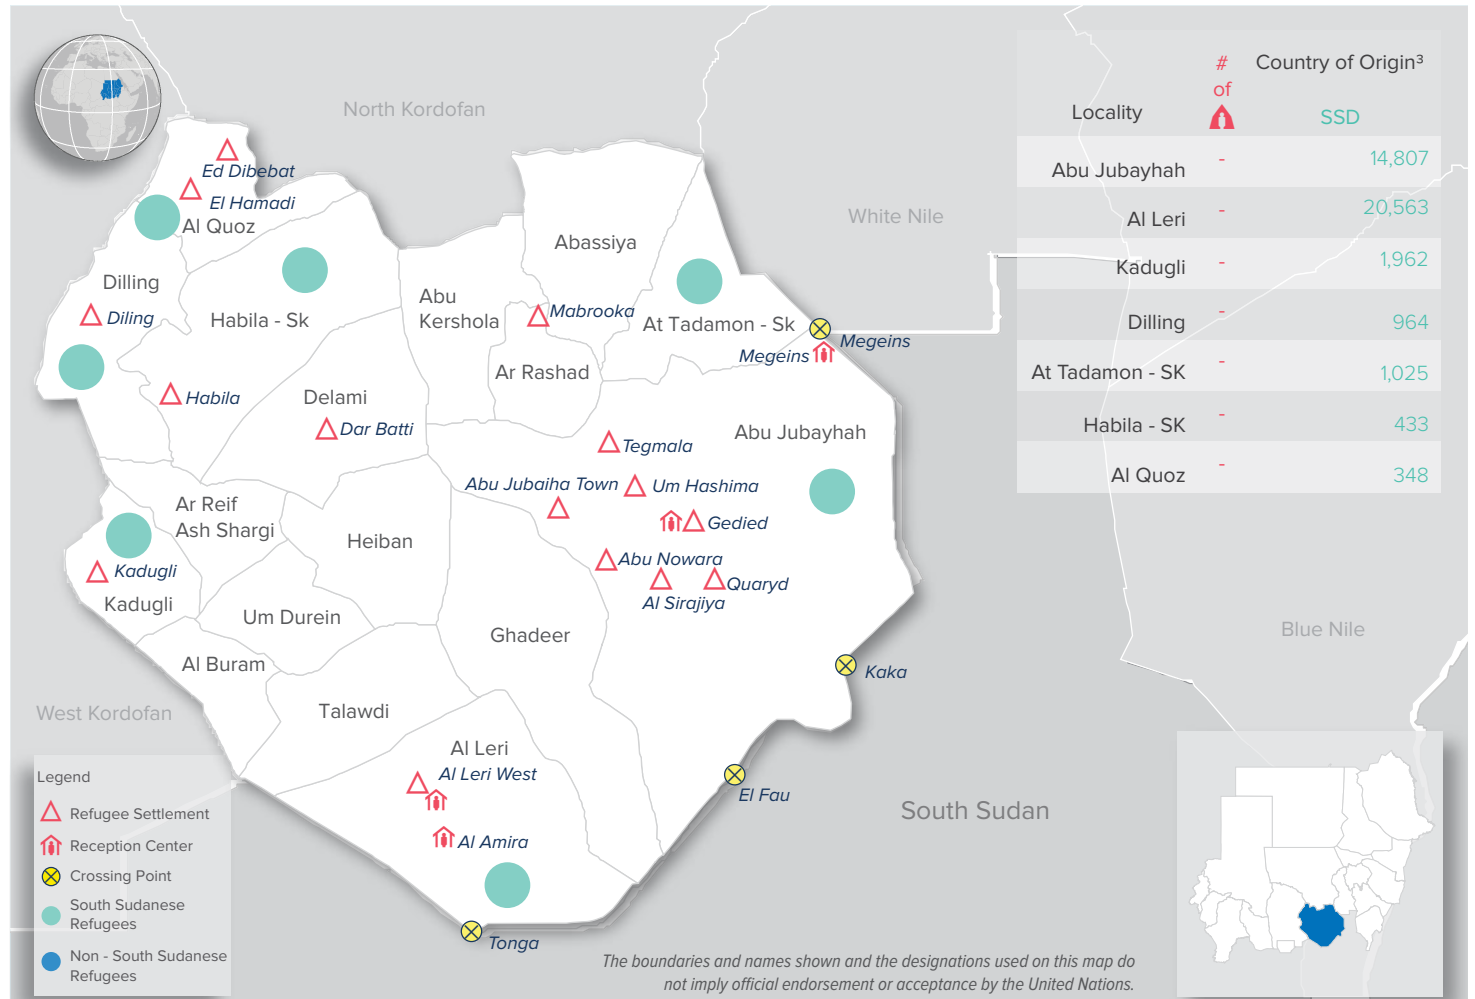 North Kordofan
White Nile
Blue Nile
West Kordofan
South Sudan
Ed Dibebat
El Hamadi
Al Quoz
Dilling
Diling
Habila - Sk
Habila
Abu
Kershola
Abassiya
Mabrooka
At Tadamon - Sk
Megeins
Megeins
Ar Rashad
Delami
Dar Batti
Tegmala
Abu Jubayhah
Abu Jubaiha Town
Um Hashima
Gedied
Ar Reif
Ash Shargi
Heiban
Abu Nowara
Al Sirajiya
Quaryd
Kadugli
Kadugli
Um Durein
Ghadeer
Al Buram
Kaka
Talawdi
Al Leri
Al Leri West
El Fau
Al Amira
Tonga
# of
Country of Origin³
Locality
SSD
Abu Jubayhah - 14,807
Al Leri - 20,563
Kadugli - 1,962
Dilling - 964
At Tadamon - SK - 1,025
Habila - SK - 433
Al Quoz - 348
Legend
Refugee Settlement
Reception Center
Crossing Point
South Sudanese
Refugees
Non - South Sudanese
Refugees
The boundaries and names shown and the designations used on this map do
not imply official endorsement or acceptance by the United Nations.